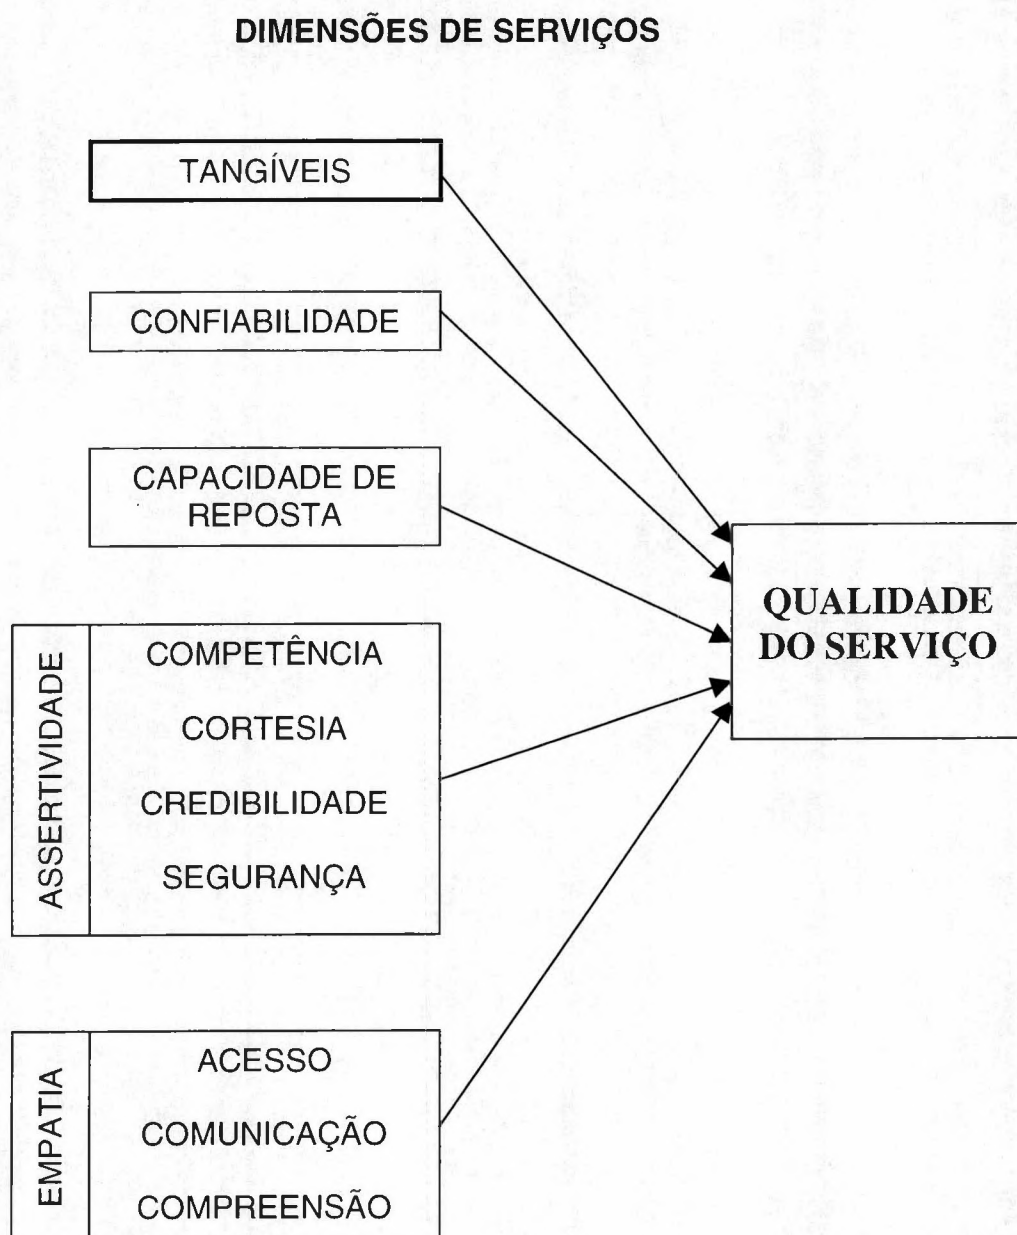 DIMENSÕES DE SERVIÇOS
TANGÍVEIS
CONFIABILIDADE
CAPACIDADE DE
REPOSTA
ASSERTIVIDADE
COMPETÊNCIA
CORTESIA
CREDIBILIDADE
SEGURANÇA
EMPATIA
ACESSO
COMUNICAÇÃO
COMPREENSÃO
QUALIDADE
DO SERVIÇO